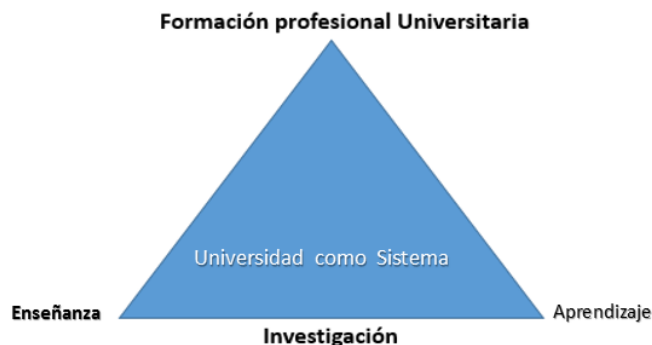 Formación profesional Universitaria
Universidad como Sistema
Enseñanza
Aprendizaje
Investigación